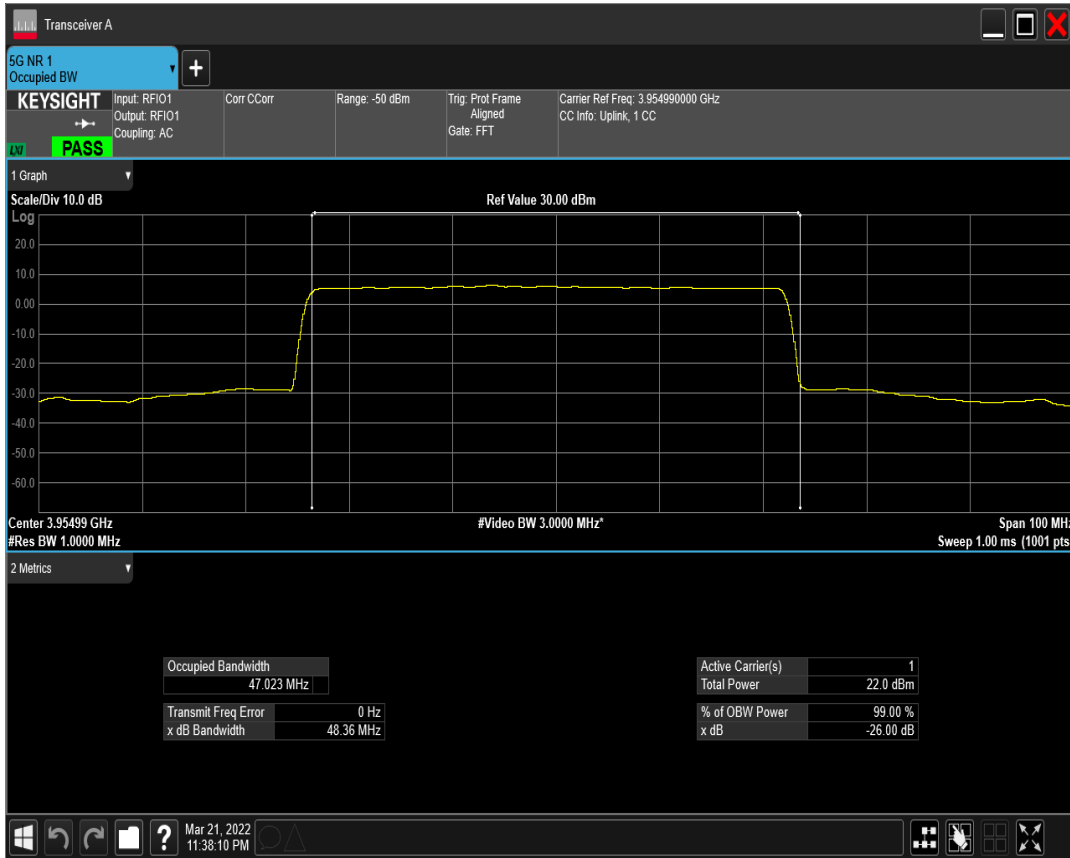 Transceiver A
5G NR 1
Occupied BW
KEYSIGHT
LXI
PASS
Input: RFIO1
Output: RFIO1
Coupling: AC
Corr CCorr
Range: -50 dBm
Trig: Prot Frame
Aligned
Gate: FFT
Carrier Ref Freq: 3.954990000 GHz
CC Info: Uplink, 1 CC
1 Graph
Scale/Div 10.0 dB
Ref Value 30.00 dBm
Log
20.0
10.0
0.00
-10.0
-20.0
-30.0
-40.0
-50.0
-60.0
Center 3.95499 GHz
#Video BW 3.0000 MHz*
Span 100 MHz
#Res BW 1.0000 MHz
Sweep 1.00 ms (1001 pts
2 Metrics
Occupied Bandwidth
47.023 MHz
Transmit Freq Error 0 Hz
x dB Bandwidth 48.36 MHz
Active Carrier(s) 1
Total Power 22.0 dBm
% of OBW Power 99.00 %
x dB -26.00 dB
?
Mar 21, 2022
11:38:10 PM